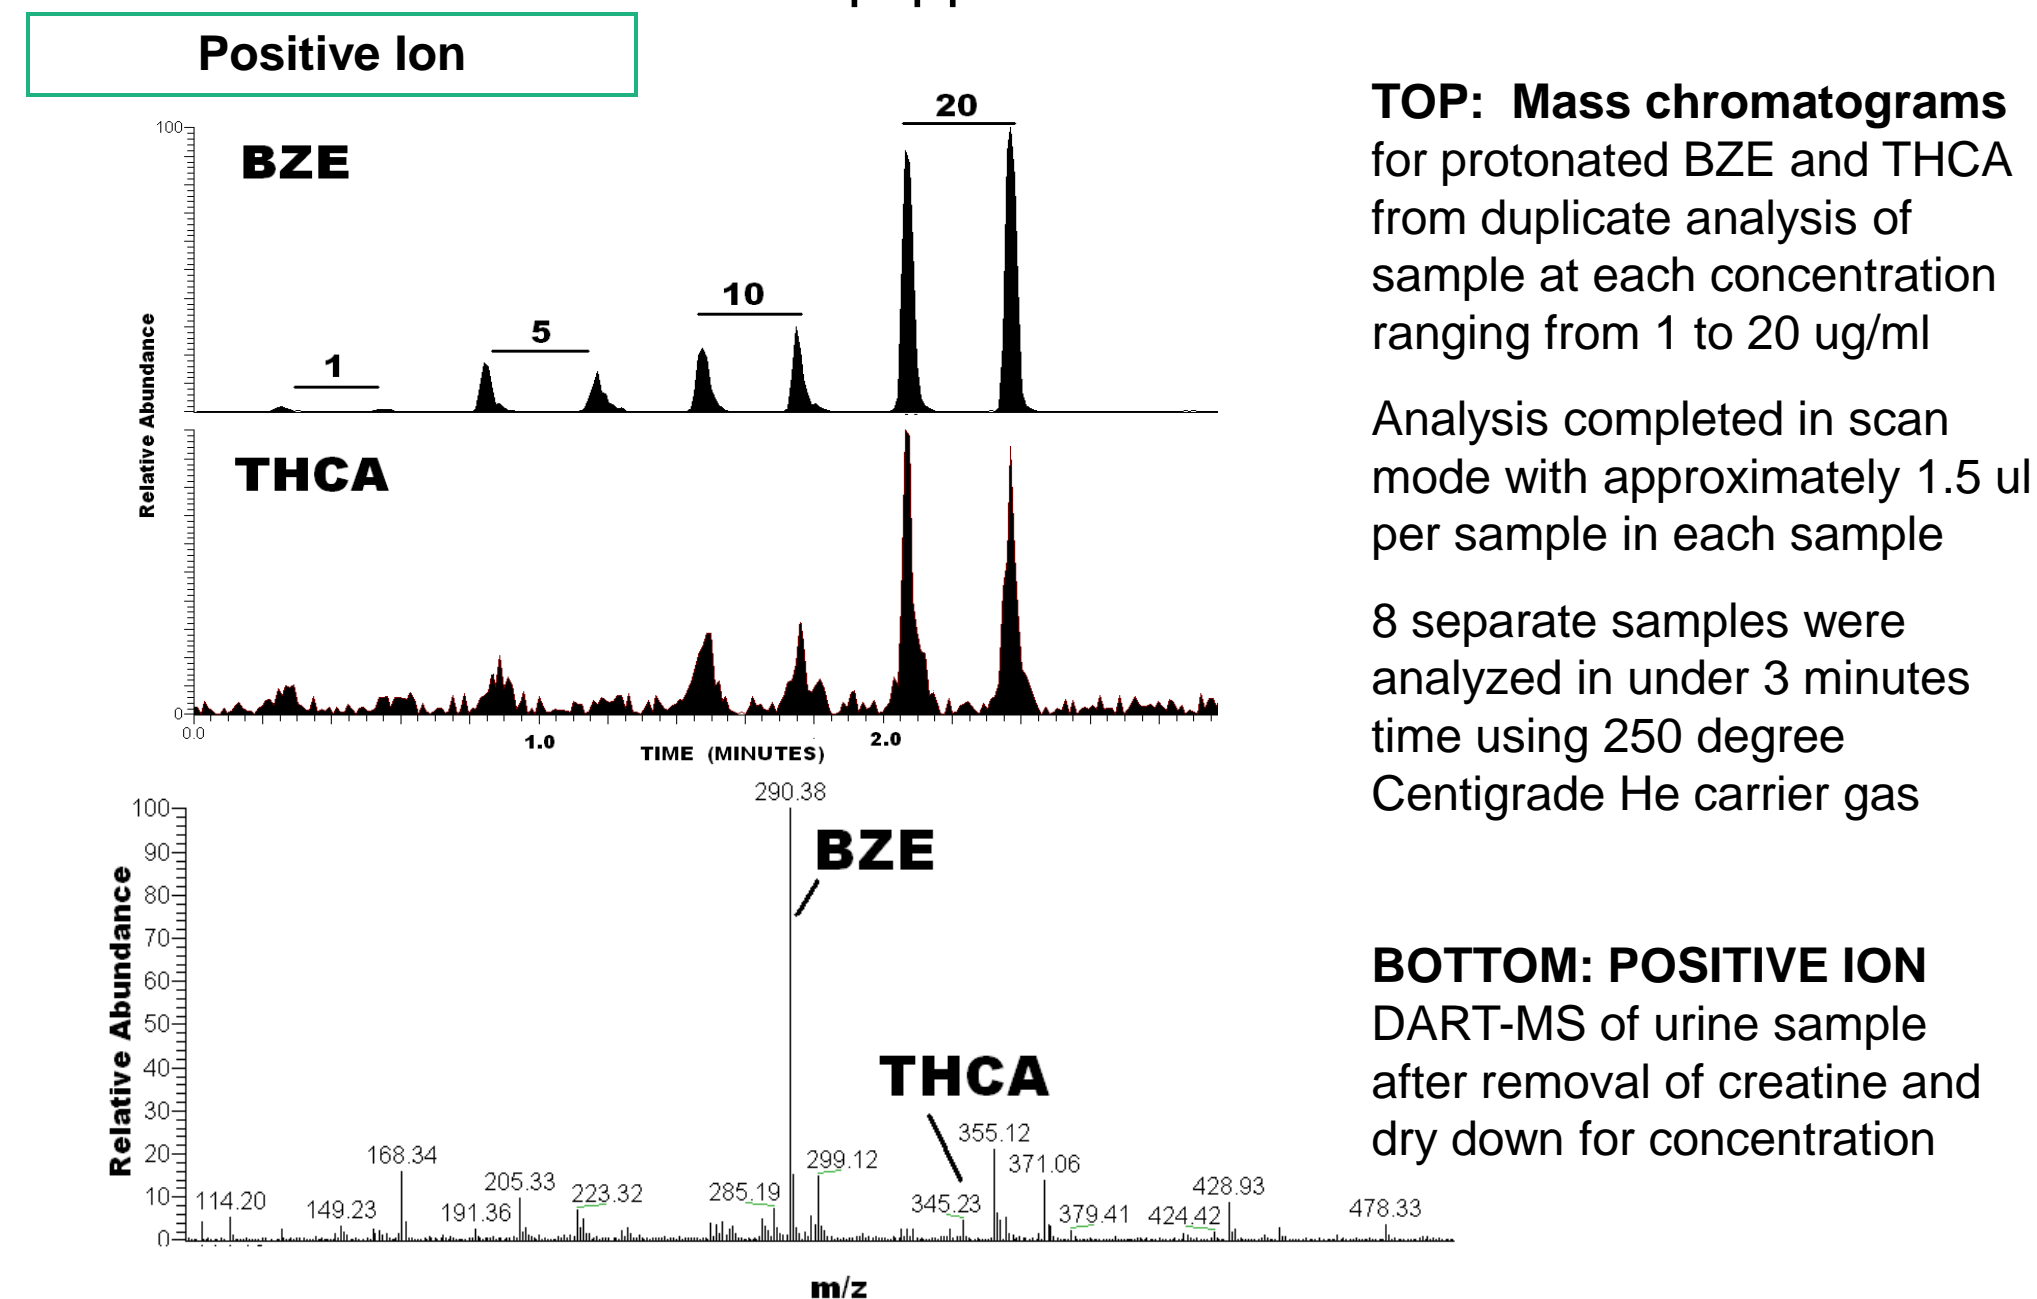 Positive Ion
20
100
BZE
10
5
1
Relative Abundance
THCA
0
0.0
1.0
2.0
TIME (MINUTES)
290.38
100
BZE
90
80
70
60
50
40
30
20
10
0
Relative Abundance
THCA
355.12
168.34
299.12
371.06
205.33
285.19
428.93
114.20
223.32
345.23
478.33
149.23
191.36
379.41
424.42
m/z
TOP: Mass chromatograms
for protonated BZE and THCA
from duplicate analysis of
sample at each concentration
ranging from 1 to 20 ug/ml
Analysis completed in scan
mode with approximately 1.5 ul
per sample in each sample
8 separate samples were
analyzed in under 3 minutes
time using 250 degree
Centigrade He carrier gas
BOTTOM: POSITIVE ION
DART-MS of urine sample
after removal of creatine and
dry down for concentration